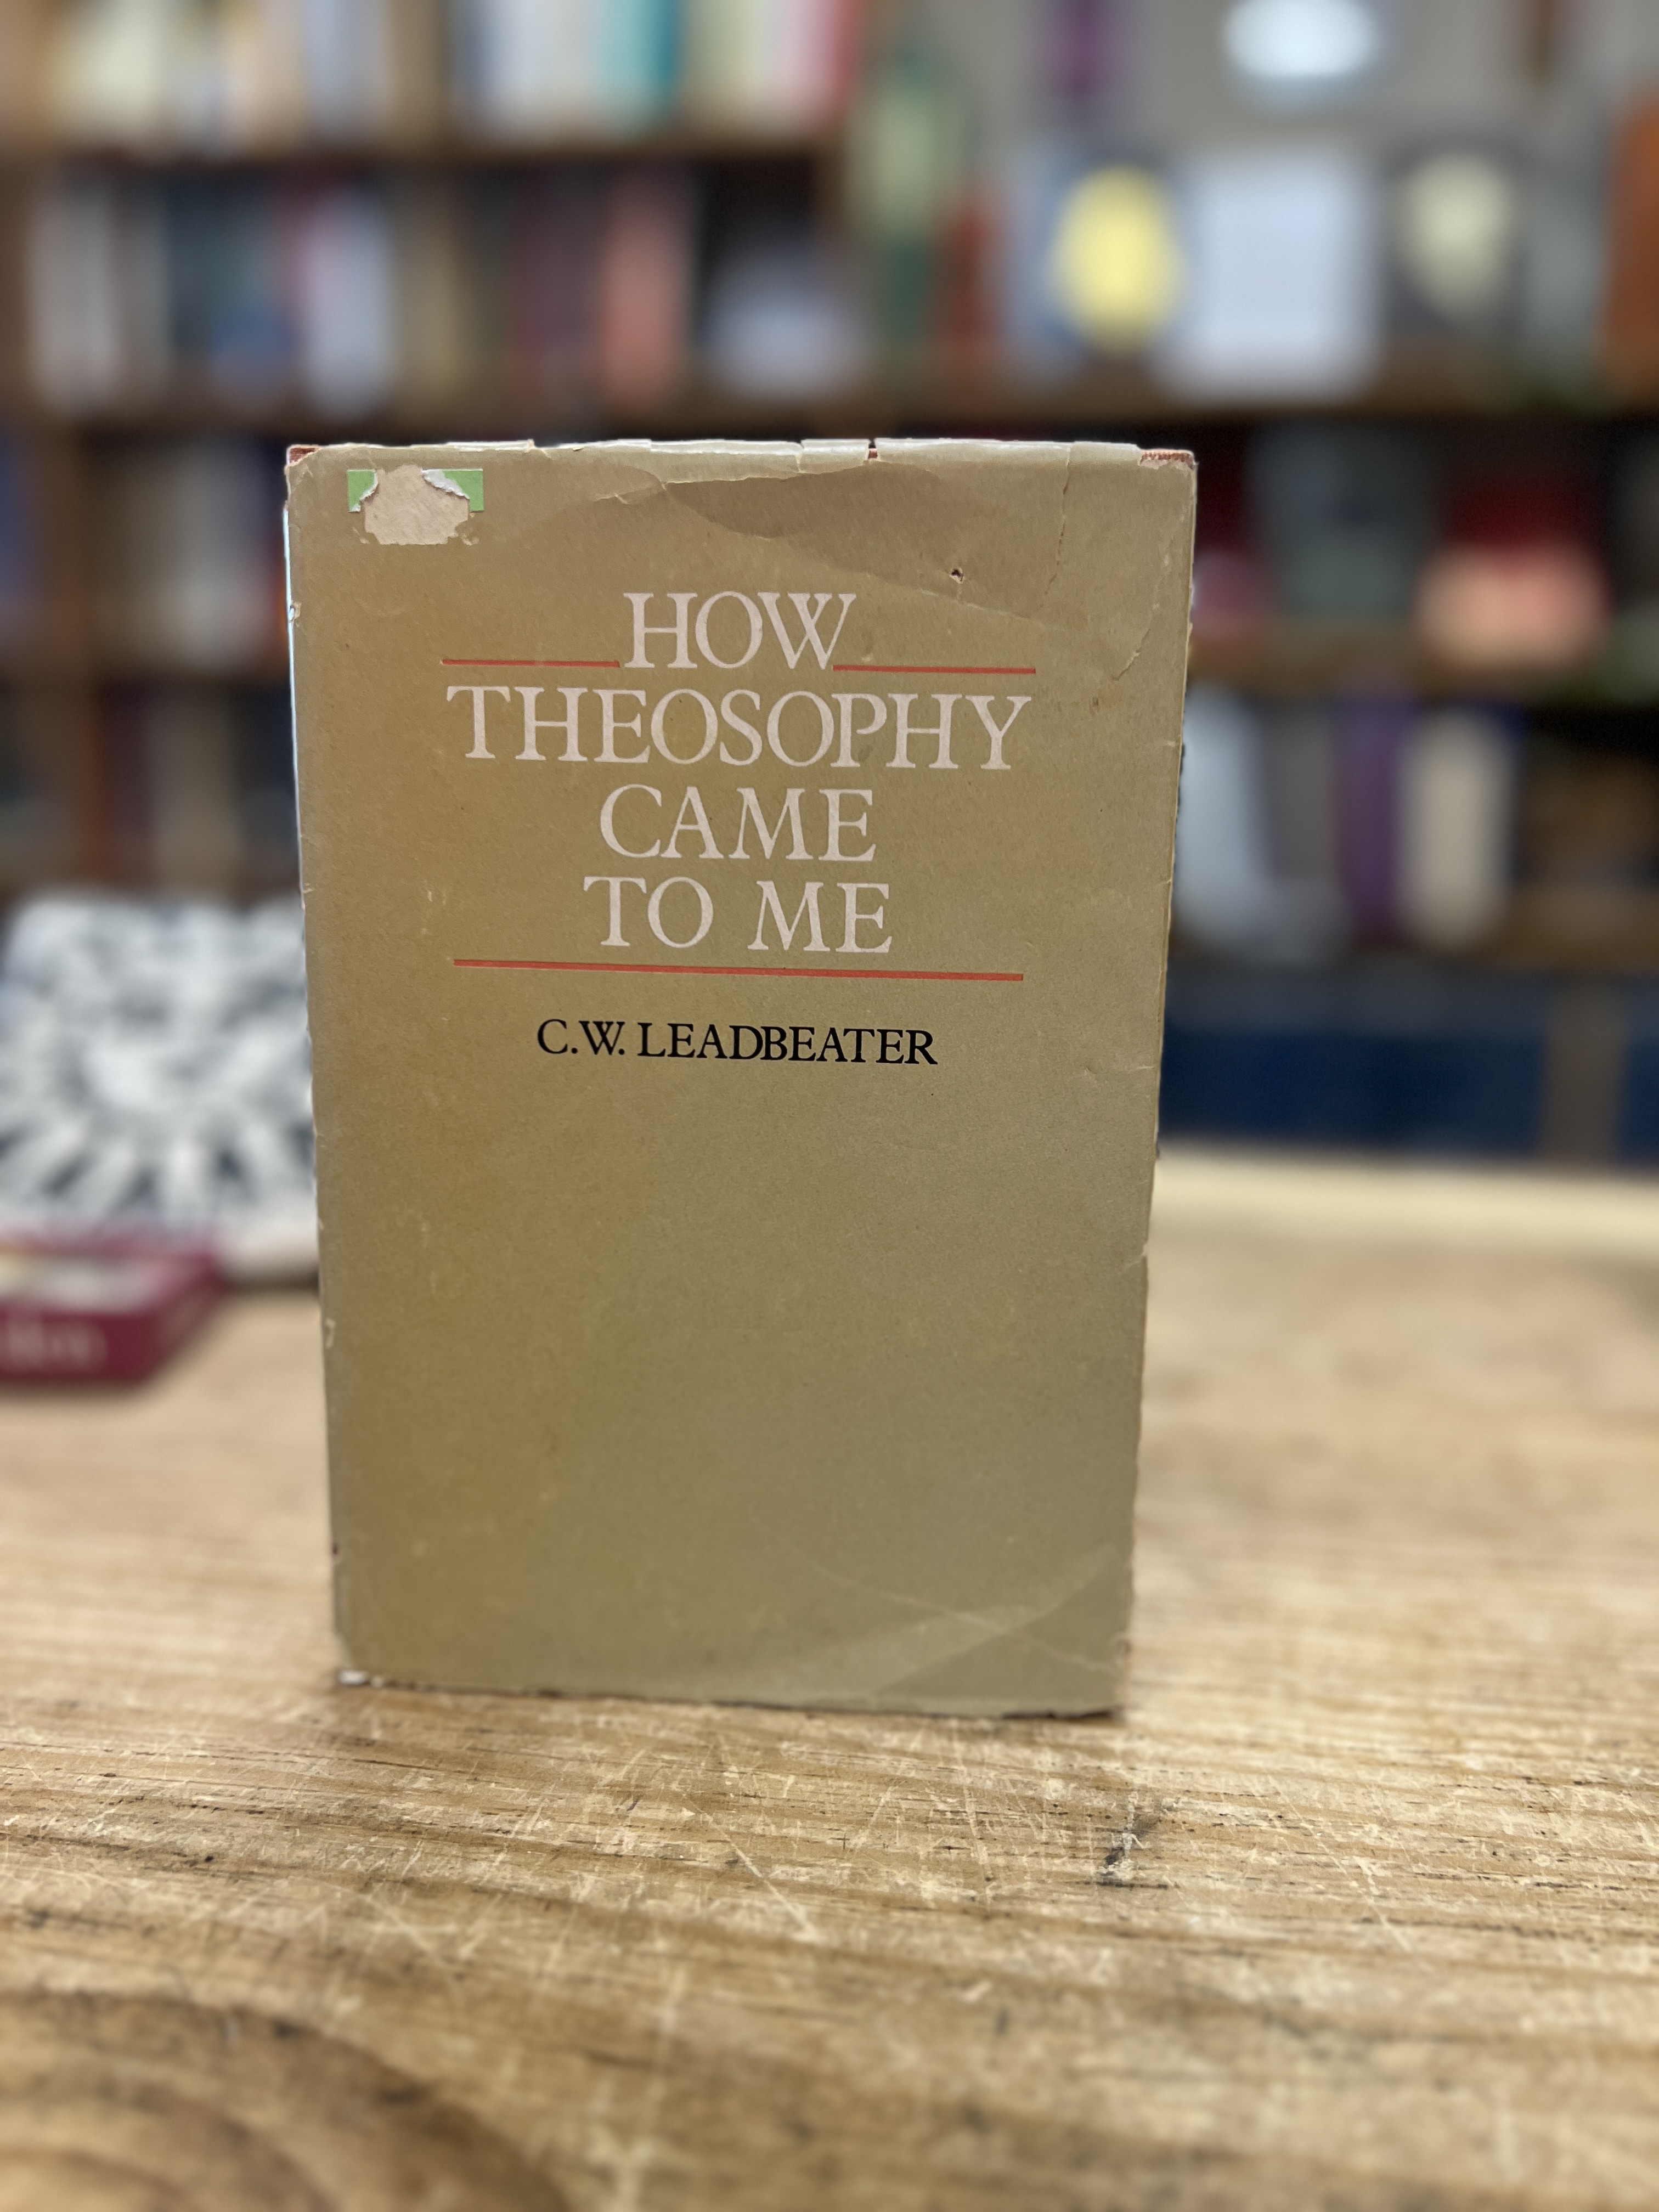 HOW
THEOSOPHY
CAME
TO ME
C.W. LEADBEATER